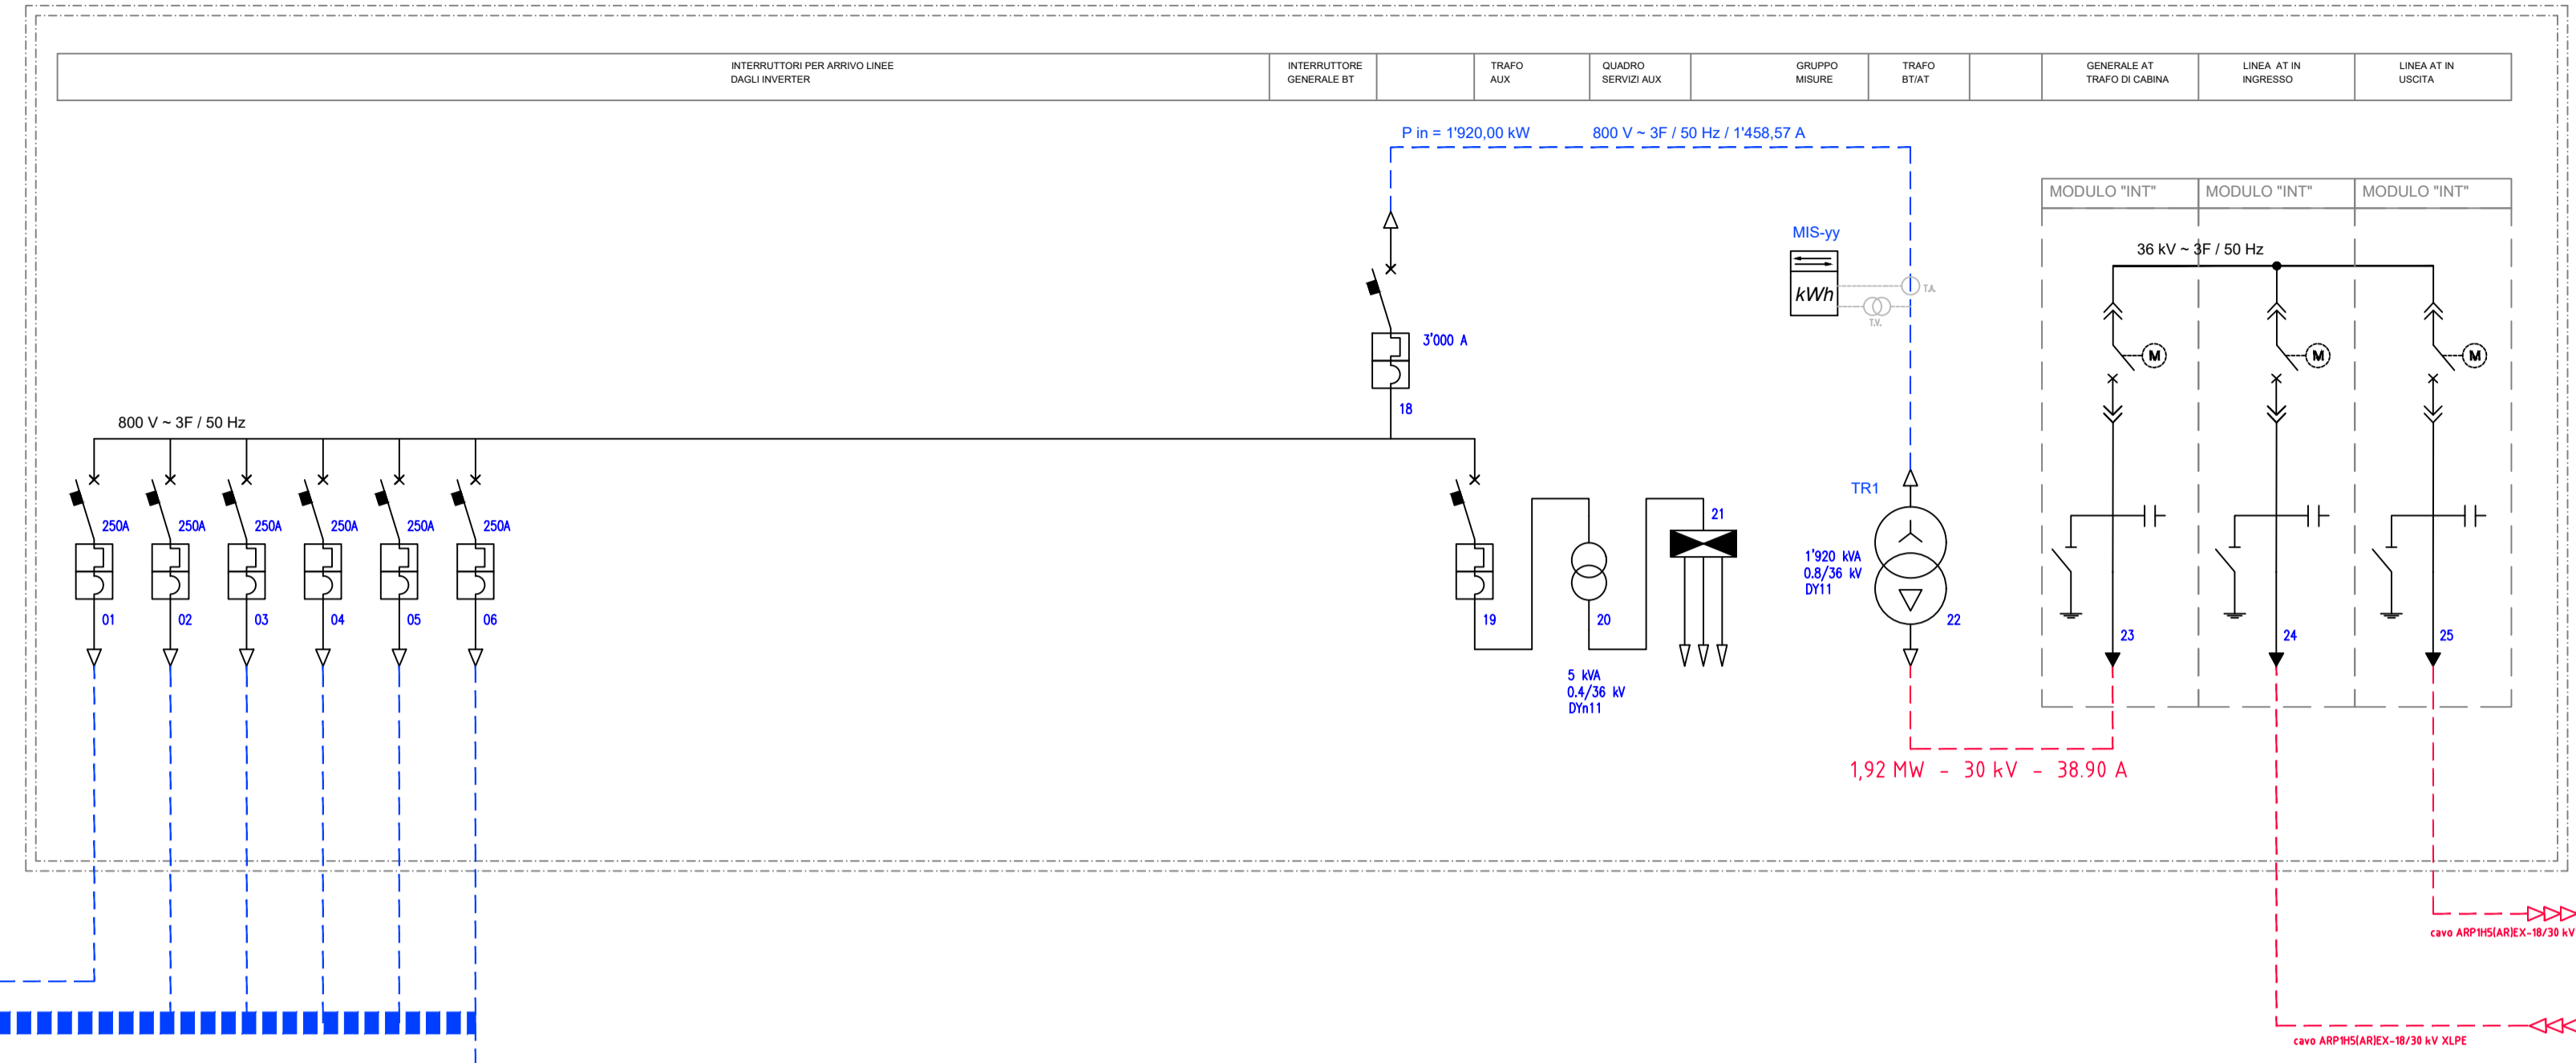 INTERRUTTORI PER ARRIVO LINEE
DAGLI INVERTER
INTERRUTTORE
GENERALE BT
TRAFO
AUX
QUADRO
SERVIZI AUX
GRUPPO
MISURE
TRAFO
BT/AT
GENERALE AT
TRAFO DI CABINA
LINEA AT IN
INGRESSO
LINEA AT IN
USCITA
P in = 1'920,00 kW
800 V ~ 3F / 50 Hz / 1'458,57 A
MODULO "INT"
MODULO "INT"
MODULO "INT"
MIS-yy
kWh
T.A.
T.V.
36 kV ~ 3F / 50 Hz
M
M
M
3'000 A
18
800 V ~ 3F / 50 Hz
250A
250A
250A
250A
250A
250A
01
02
03
04
05
06
19
20
21
5 kVA
0.4/36 kV
DYn11
TR1
1'920 kVA
0.8/36 kV
DY11
22
23
24
25
1,92 MW - 30 kV - 38.90 A
cavo ARP1H5(AR)EX-18/30 kV
cavo ARP1H5(AR)EX-18/30 kV XLPE